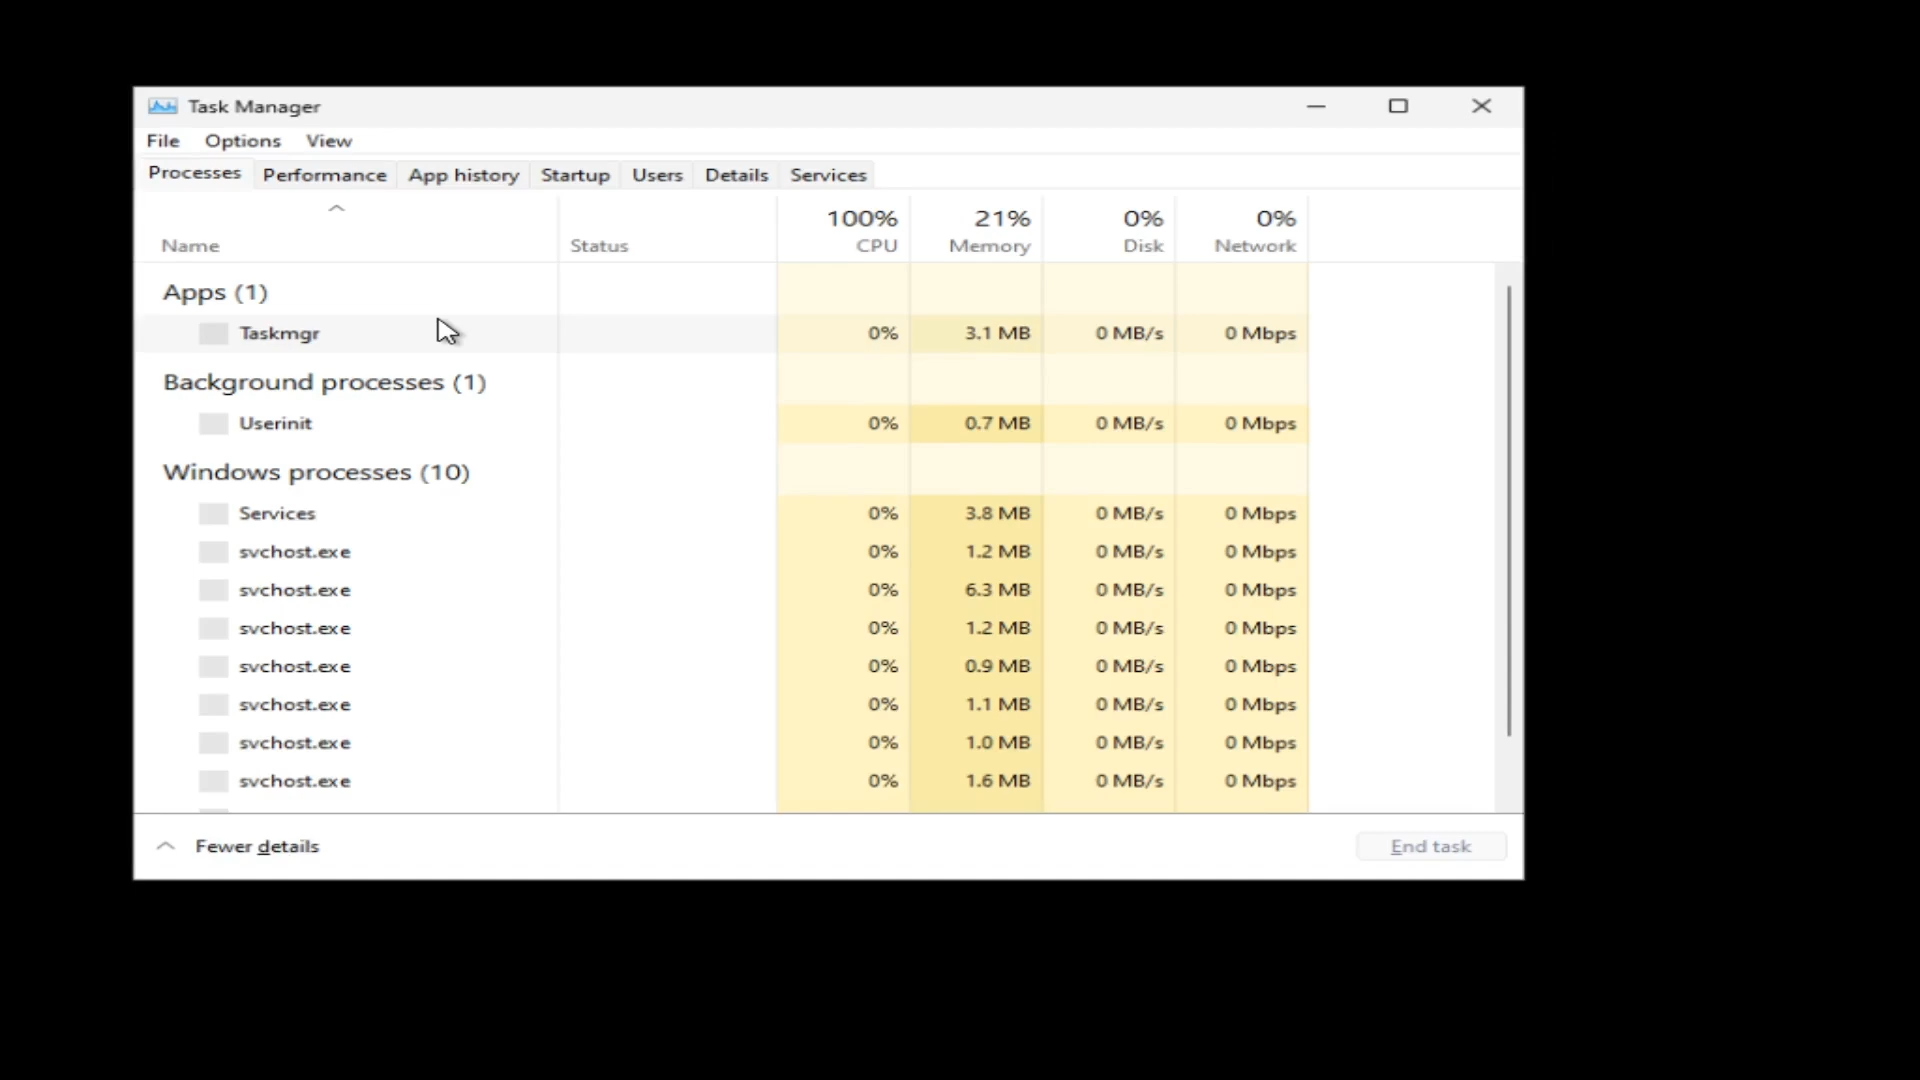 Task Manager
File Options View
Processes Performance App history Startup Users Details Services
100% 21% 0% 0%
Name Status CPU Memory Disk Network
Apps (1)
Taskmgr 0% 3.1 MB 0 MB/s 0 Mbps
Background processes (1)
Userinit 0% 0.7 MB 0 MB/s 0 Mbps
Windows processes (10)
Services 0% 3.8 MB 0 MB/s 0 Mbps
svchost.exe 0% 1.2 MB 0 MB/s 0 Mbps
svchost.exe 0% 6.3 MB 0 MB/s 0 Mbps
svchost.exe 0% 1.2 MB 0 MB/s 0 Mbps
svchost.exe 0% 0.9 MB 0 MB/s 0 Mbps
svchost.exe 0% 1.1 MB 0 MB/s 0 Mbps
svchost.exe 0% 1.0 MB 0 MB/s 0 Mbps
svchost.exe 0% 1.6 MB 0 MB/s 0 Mbps
Fewer details End task